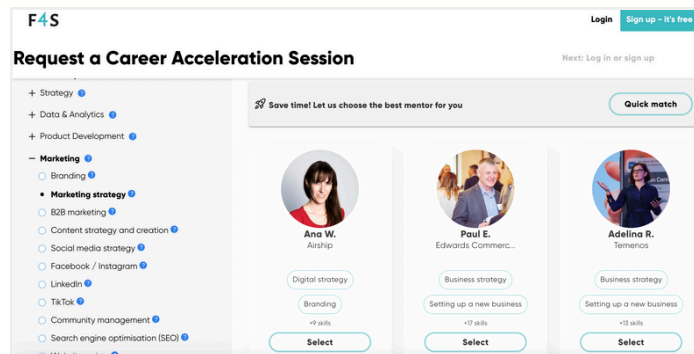 F4S
Login
Sign up - it's free
Request a Career Acceleration Session
Next: Log in or sign up
+ Strategy ?
+ Data & Analytics ?
+ Product Development ?
− Marketing ?
Branding ?
Marketing strategy ?
B2B marketing ?
Content strategy and creation ?
Social media strategy ?
Facebook / Instagram ?
LinkedIn ?
TikTok ?
Community management ?
Search engine optimisation (SEO) ?
Save time! Let us choose the best mentor for you
Quick match
Ana W.
Airship
Digital strategy
Branding
+9 skills
Select
Paul E.
Edwards Commerc...
Business strategy
Setting up a new business
+17 skills
Select
Adelina R.
Temenos
Business strategy
Setting up a new business
+13 skills
Select